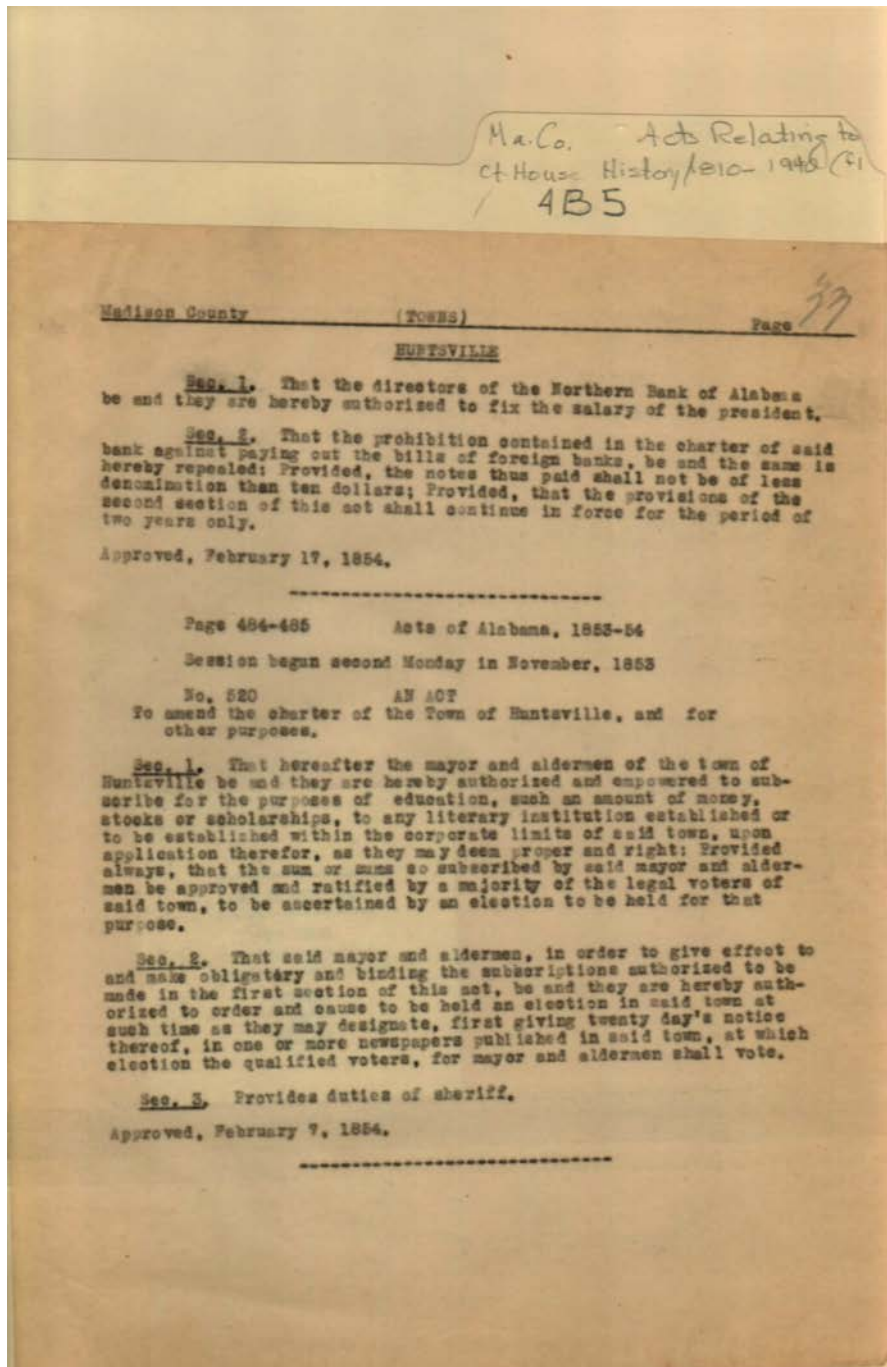 Ma. Co. Acts Relating to
Ct House History 1810-1940 (f1
4B5
Madison County (TOWNS) Page
HUNTSVILLE
Sec. 1. That the directors of the Northern Bank of Alabama
be and they are hereby authorized to fix the salary of the president.
Sec. 2. That the prohibition contained in the charter of said
bank against paying out the bills of foreign banks, be and the same is
hereby repealed: Provided, the notes thus paid shall not be of less
denomination than ten dollars; Provided, that the provisions of the
second section of this act shall continue in force for the period of
two years only.
Approved, February 17, 1854.
Page 484-485 Acts of Alabama, 1853-54
Session begun second Monday in November, 1853
No. 520 AN ACT
To amend the charter of the Town of Huntsville, and for
other purposes.
Sec. 1. That hereafter the mayor and aldermen of the town of
Huntsville be and they are hereby authorized and empowered to sub-
scribe for the purposes of education, such an amount of money,
stocks or scholarships, to any literary institution established or
to be established within the corporate limits of said town, upon
application therefor, as they may deem proper and right: Provided
always, that the sum or sums so subscribed by said mayor and alder-
men be approved and ratified by a majority of the legal voters of
said town, to be ascertained by an election to be held for that
purpose.
Sec. 2. That said mayor and aldermen, in order to give effect to
and make obligatory and binding the subscriptions authorized to be
made in the first section of this act, be and they are hereby auth-
orized to order and cause to be held an election in said town at
such time as they may designate, first giving twenty day's notice
thereof, in one or more newspapers published in said town, at which
election the qualified voters, for mayor and aldermen shall vote.
Sec. 3. Provides duties of sheriff.
Approved, February 7, 1854.